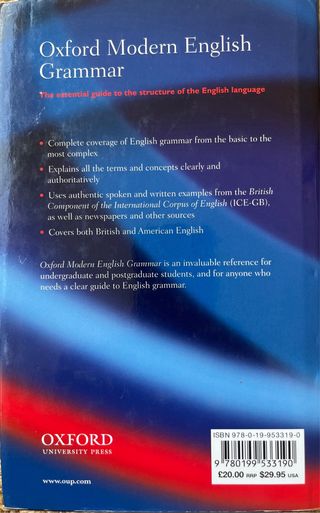 Oxford Modern English
Grammar
The essential guide to the structure of the English language
• Complete coverage of English grammar from the basic to the
most complex
• Explains all the terms and concepts clearly and
authoritatively
• Uses authentic spoken and written examples from the British
Component of the International Corpus of English (ICE-GB),
as well as newspapers and other sources
• Covers both British and American English
Oxford Modern English Grammar is an invaluable reference for
undergraduate and postgraduate students, and for anyone who
needs a clear guide to English grammar.
OXFORD
UNIVERSITY PRESS
www.oup.com
ISBN 978-0-19-953319-0
9 780199 533190
£20.00 RRP $29.95 USA